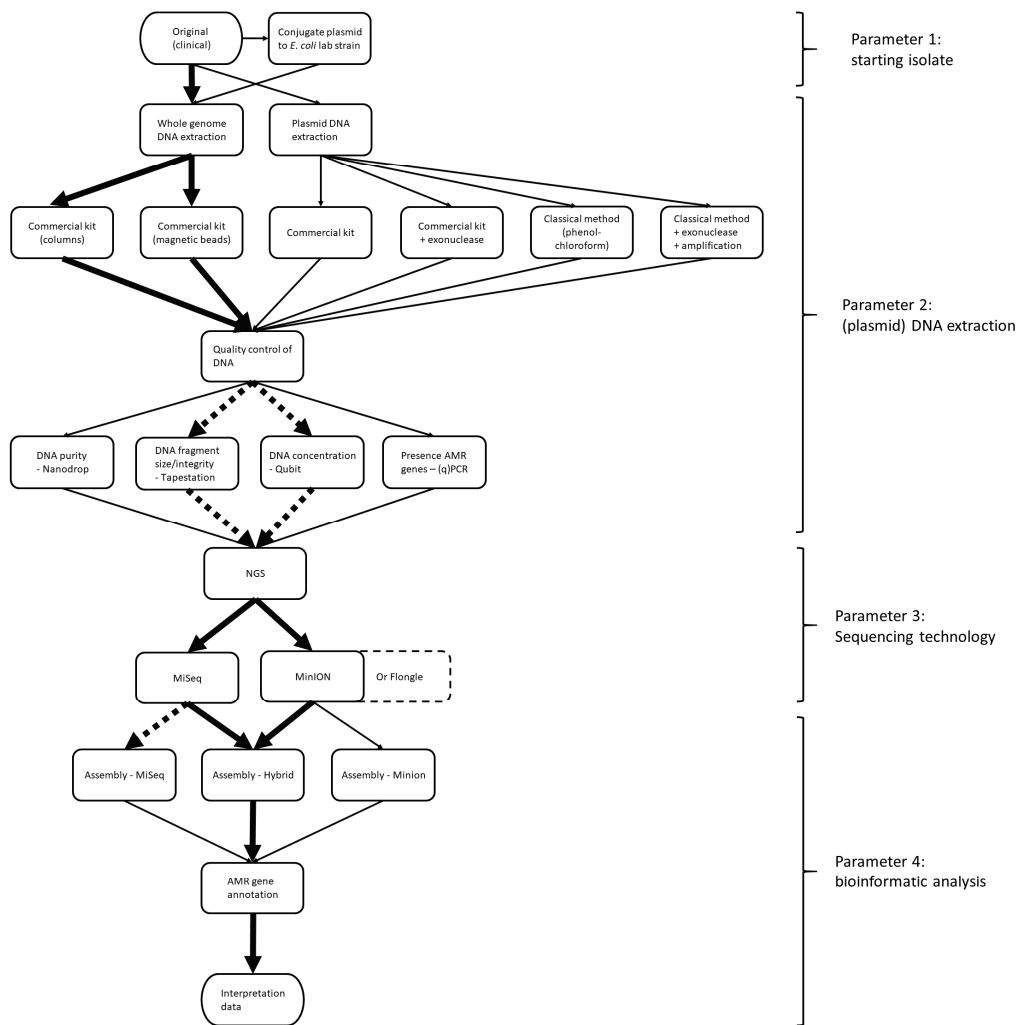 Original
(clinical)
Conjugate plasmid
to E. coli lab strain
Parameter 1:
starting isolate
Whole genome
DNA extraction
Plasmid DNA
extraction
Commercial kit
(columns)
Commercial kit
(magnetic beads)
Commercial kit
Commercial kit
+ exonuclease
Classical method
(phenol-
chloroform)
Classical method
+ exonuclease
+ amplification
Parameter 2:
(plasmid) DNA extraction
Quality control of
DNA
DNA purity
- Nanodrop
DNA fragment
size/integrity
- Tapestation
DNA concentration
- Qubit
Presence AMR
genes – (q)PCR
NGS
Parameter 3:
Sequencing technology
MiSeq
MinION
Or Flongle
Assembly - MiSeq
Assembly - Hybrid
Assembly - Minion
Parameter 4:
bioinformatic analysis
AMR gene
annotation
Interpretation
data